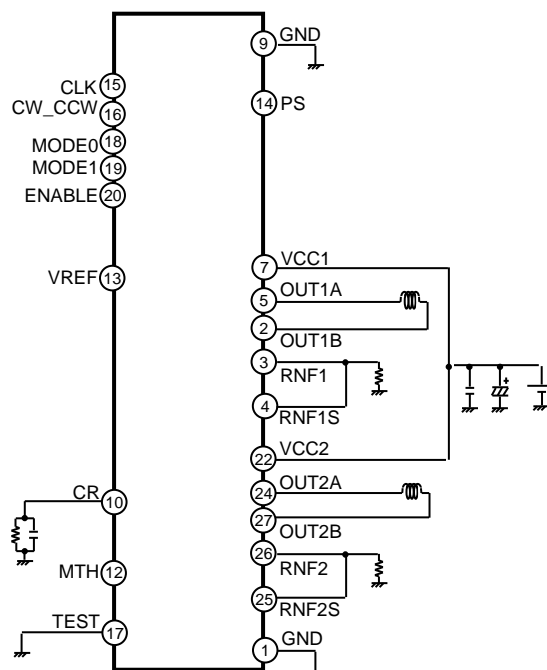 9 GND
15 CLK
14 PS
16 CW_CCW
18 MODE0
19 MODE1
20 ENABLE
7 VCC1
13 VREF
5 OUT1A
2 OUT1B
3 RNF1
4 RNF1S
22 VCC2
24 OUT2A
10 CR
27 OUT2B
26 RNF2
12 MTH
25 RNF2S
17 TEST
1 GND
+